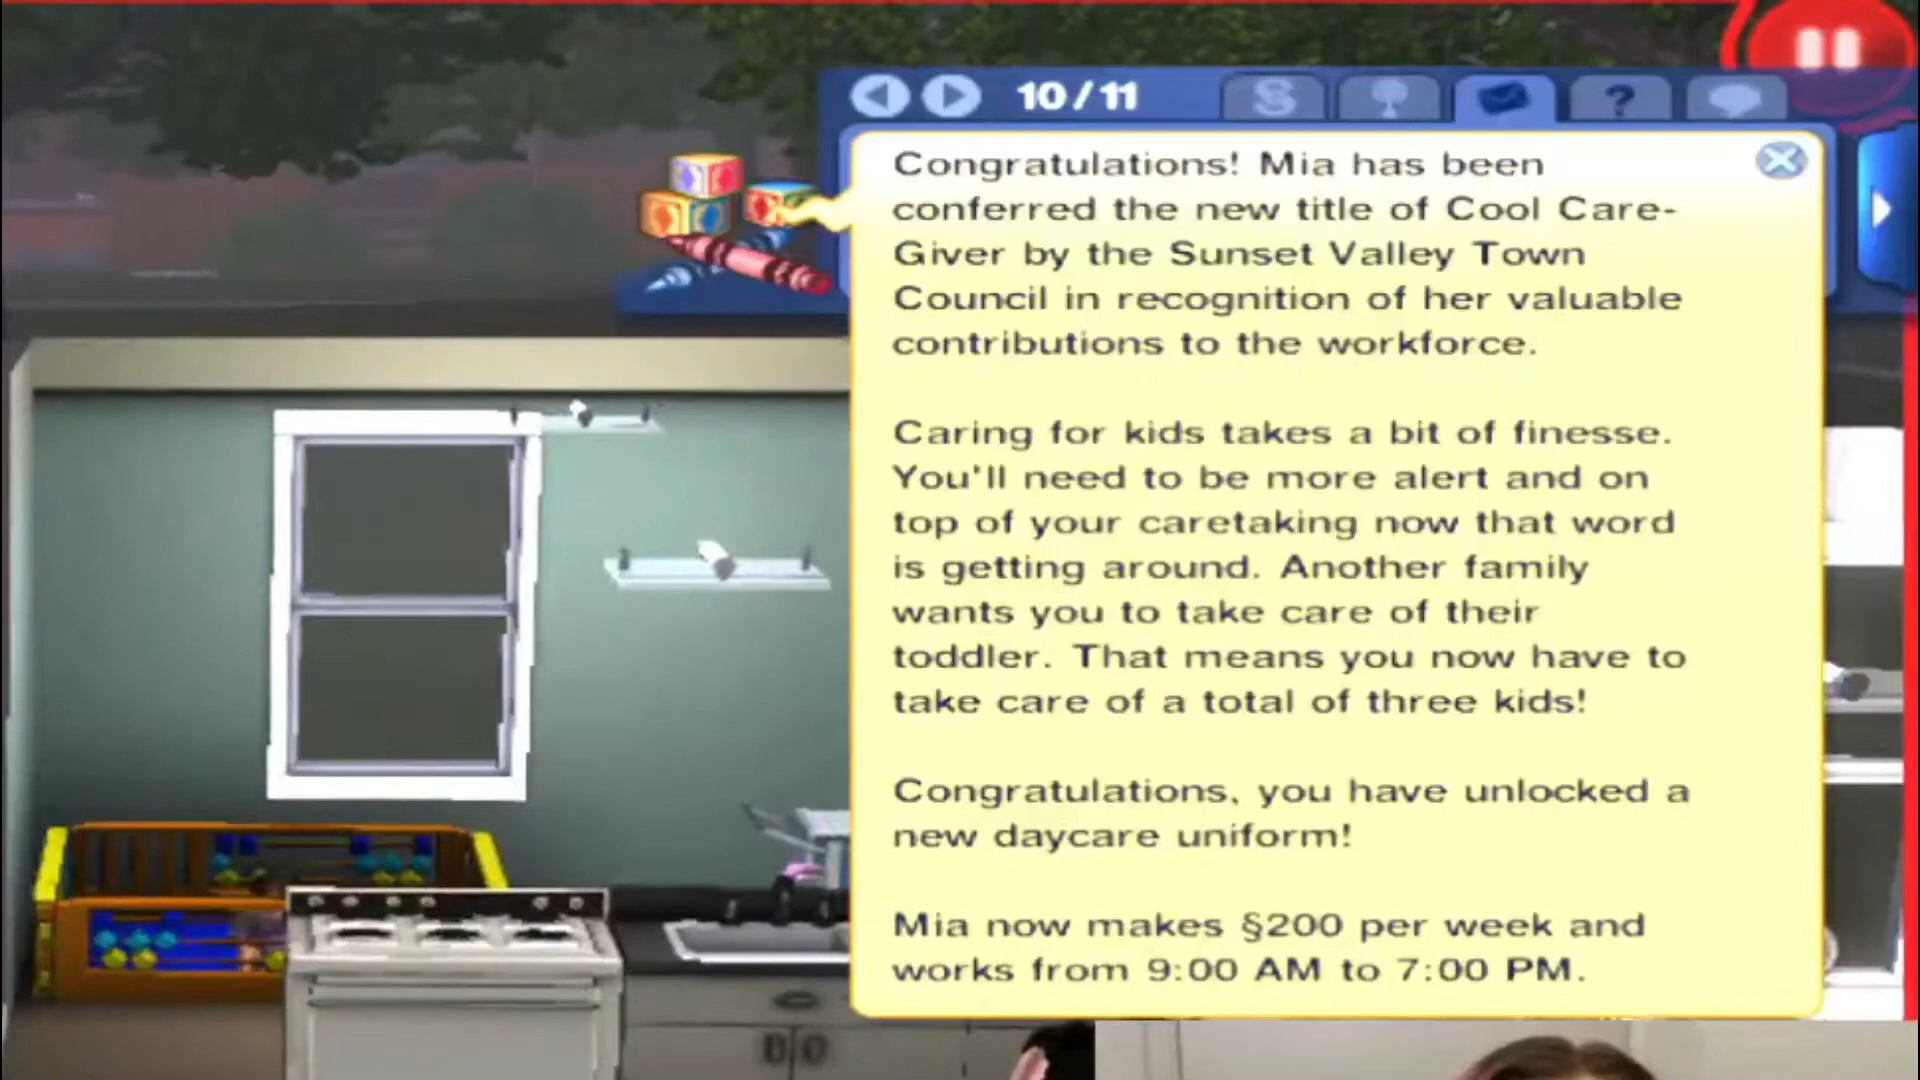 10/11
Congratulations! Mia has been
conferred the new title of Cool Care-
Giver by the Sunset Valley Town
Council in recognition of her valuable
contributions to the workforce.
Caring for kids takes a bit of finesse.
You'll need to be more alert and on
top of your caretaking now that word
is getting around. Another family
wants you to take care of their
toddler. That means you now have to
take care of a total of three kids!
Congratulations, you have unlocked a
new daycare uniform!
Mia now makes §200 per week and
works from 9:00 AM to 7:00 PM.